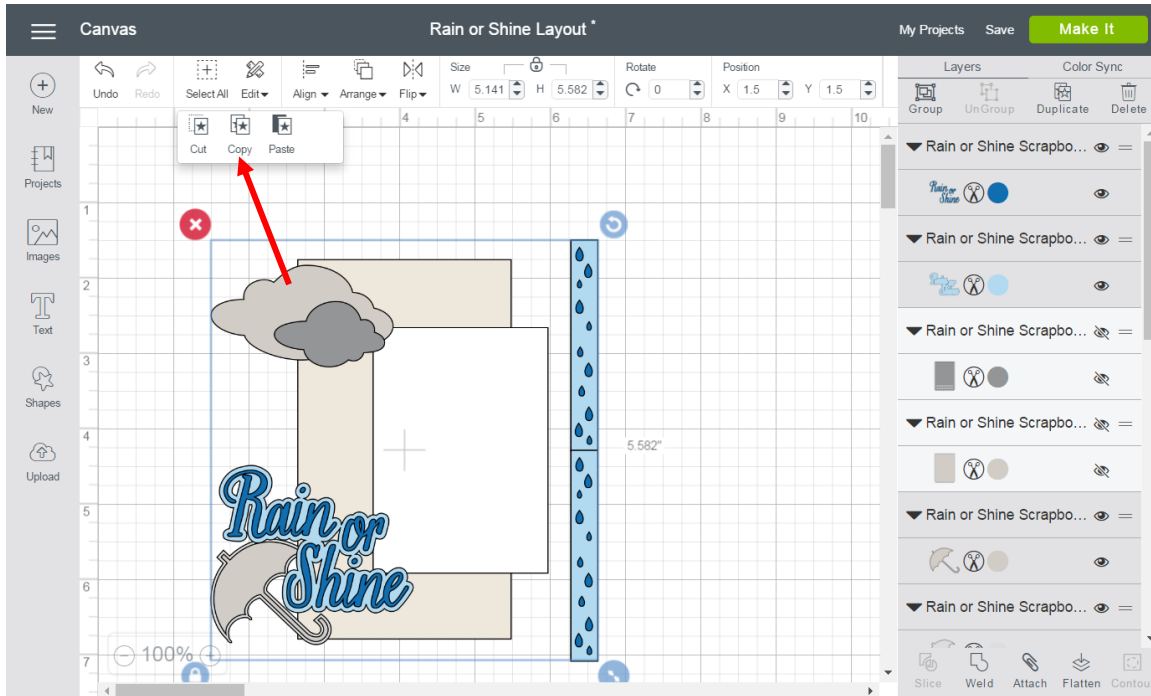 Canvas
Rain or Shine Layout *
My Projects
Save
Make It
Undo
Redo
Select All
Edit
Align
Arrange
Flip
Size
W 5.141
H 5.582
Rotate
0
Position
X 1.5
Y 1.5
Layers
Color Sync
Group
UnGroup
Duplicate
Delete
New
Projects
Images
Text
Shapes
Upload
Cut
Copy
Paste
4
5
6
7
8
9
10
1
2
3
4
5
6
7
5.582"
Rain or
Shine
100%
Rain or Shine Scrapbo...
Rain or
Shine
Rain or Shine Scrapbo...
Rain or Shine Scrapbo...
Rain or Shine Scrapbo...
Rain or Shine Scrapbo...
Rain or Shine Scrapbo...
Slice
Weld
Attach
Flatten
Contou